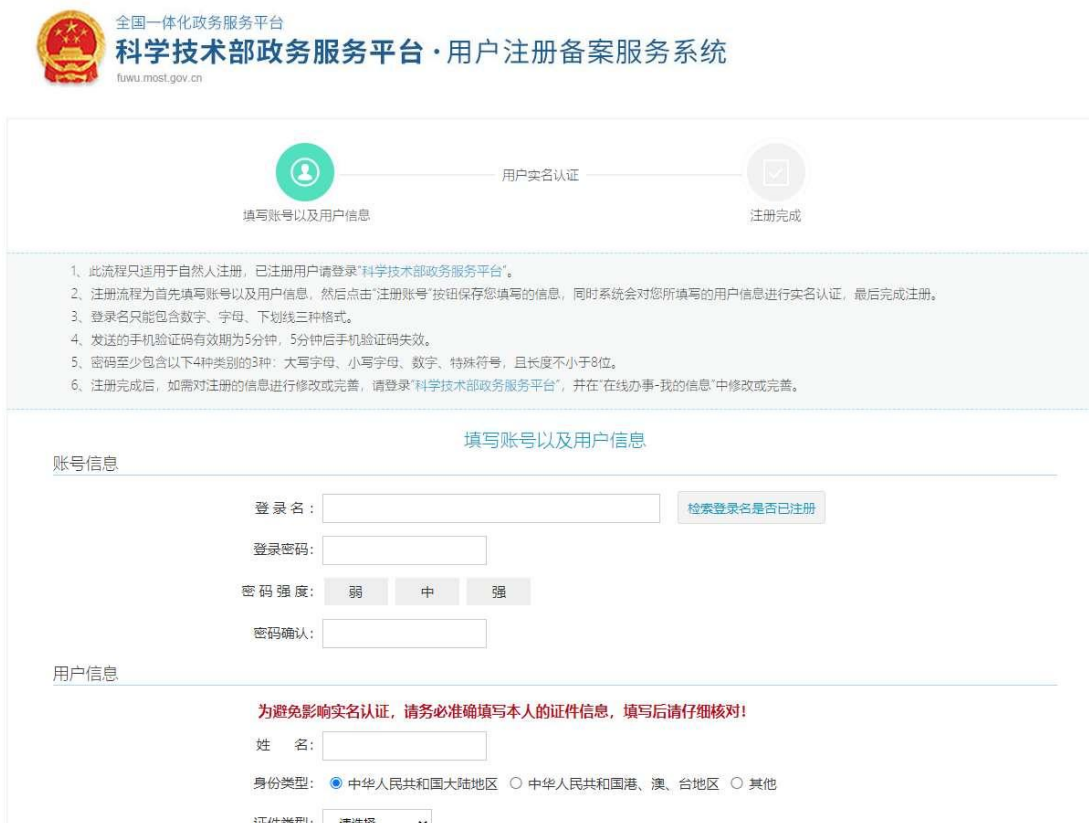 全国一体化政务服务平台
科学技术部政务服务平台·用户注册备案服务系统
fuwu.most.gov.cn
用户实名认证
填写账号以及用户信息
注册完成
1、此流程只适用于自然人注册，已注册用户请登录“科学技术部政务服务平台”。
2、注册流程为首先填写账号以及用户信息，然后点击“注册账号”按钮保存您填写的信息，同时系统会对您所填写的用户信息进行实名认证，最后完成注册。
3、登录名只能包含数字、字母、下划线三种格式。
4、发送的手机验证码有效期为5分钟，5分钟后手机验证码失效。
5、密码至少包含以下4种类别的3种：大写字母、小写字母、数字、特殊符号，且长度不小于8位。
6、注册完成后，如需对注册的信息进行修改或完善，请登录“科学技术部政务服务平台”，并在“在线办事-我的信息”中修改或完善。
填写账号以及用户信息
账号信息
登 录 名： 检索登录名是否已注册
登录密码：
密 码 强 度： 弱 中 强
密码确认：
用户信息
为避免影响实名认证，请务必准确填写本人的证件信息，填写后请仔细核对！
姓 名：
身份类型： 中华人民共和国大陆地区 中华人民共和国港、澳、台地区 其他
证件类型： 请选择